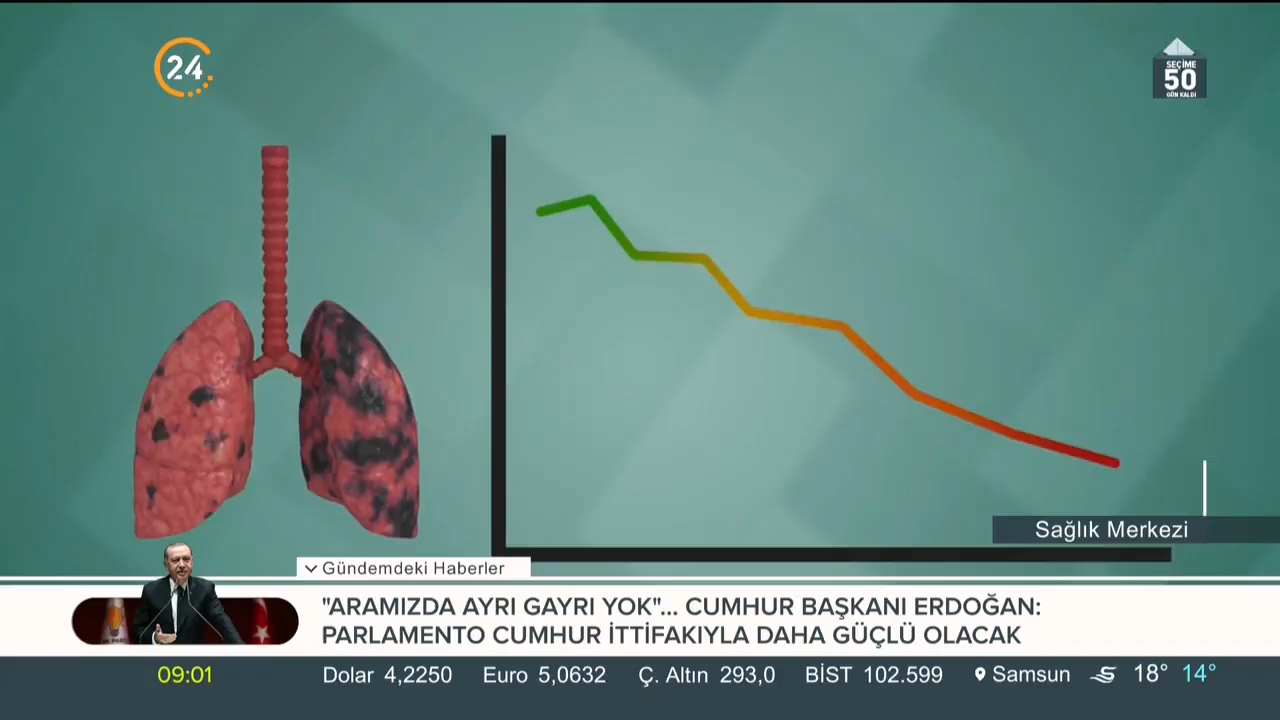 24
SEÇİME
50
GÜN KALDI
Sağlık Merkezi
Gündemdeki Haberler
"ARAMIZDA AYRI GAYRI YOK"... CUMHUR BAŞKANI ERDOĞAN:
PARLAMENTO CUMHUR İTTİFAKIYLA DAHA GÜÇLÜ OLACAK
09:01 Dolar 4,2250 Euro 5,0632 Ç. Altın 293,0 BİST 102.599 Samsun 18° 14°